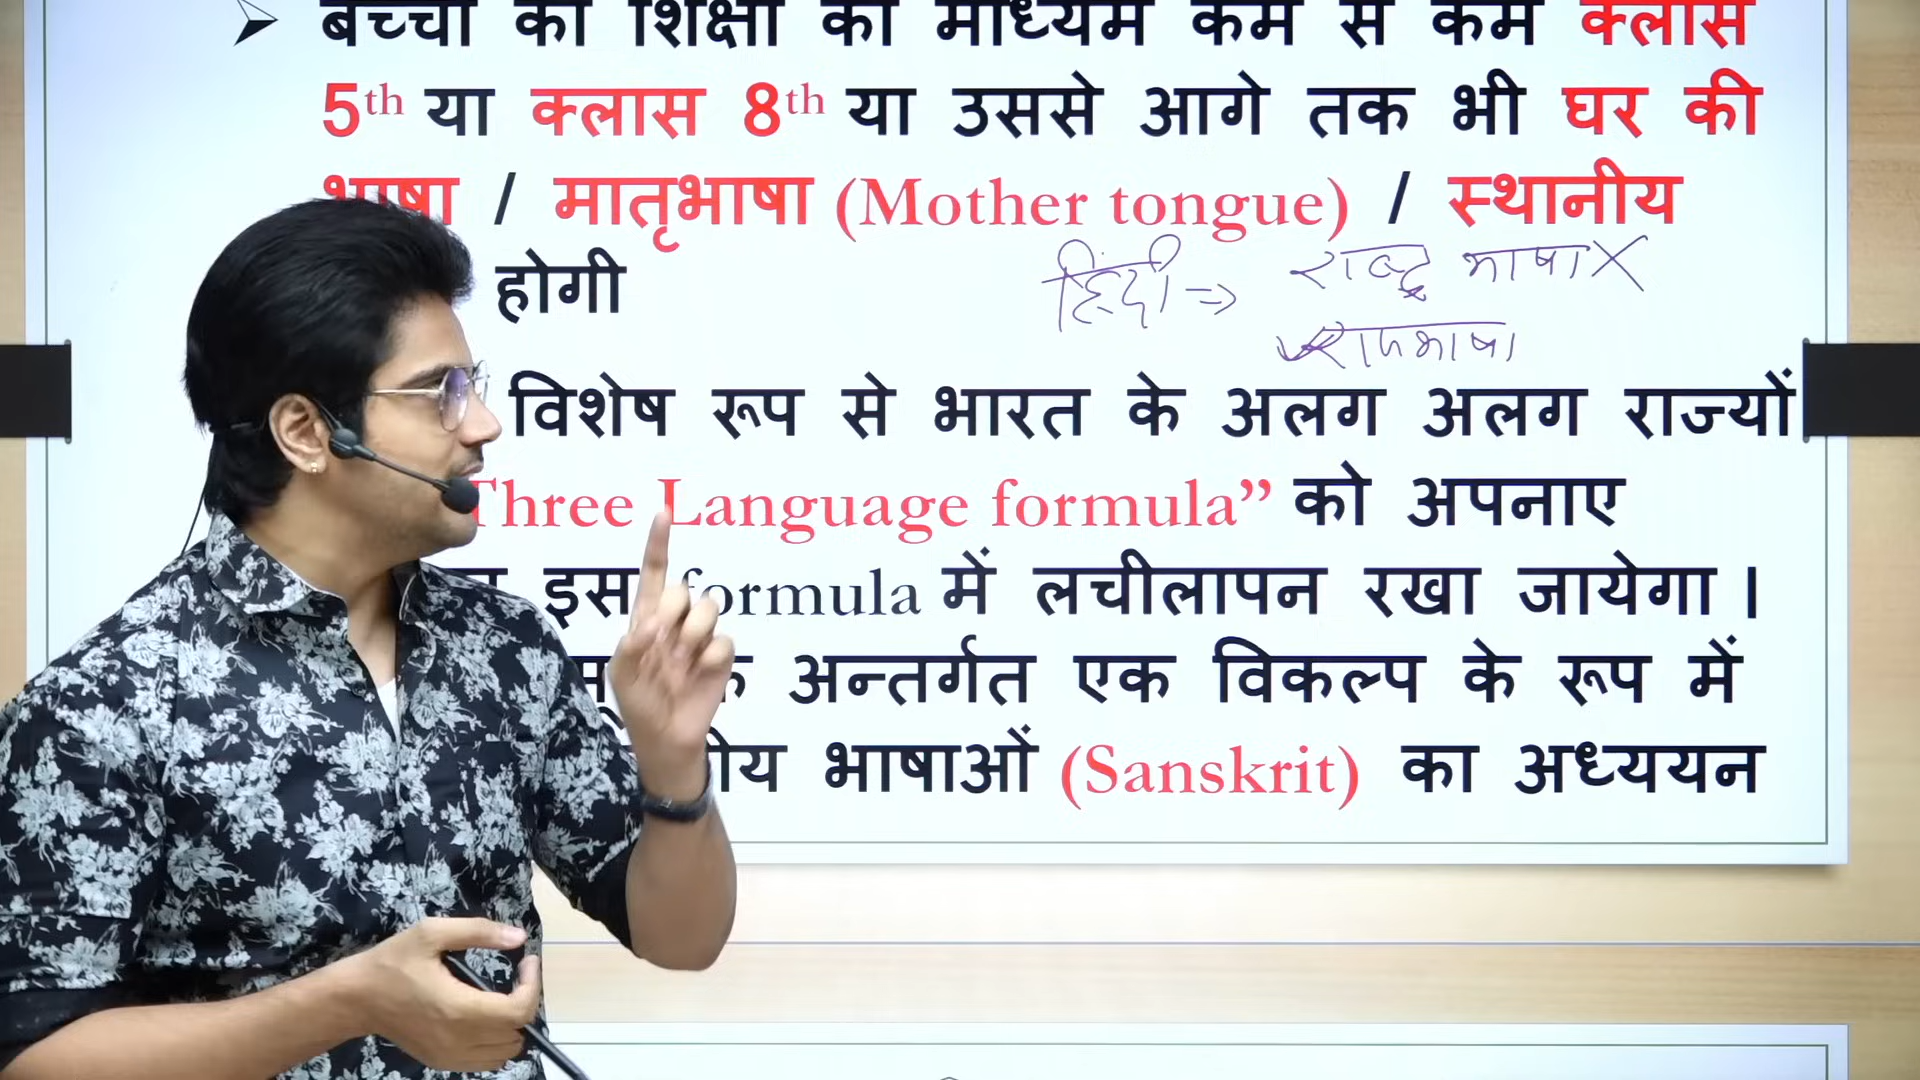 बच्चों की शिक्षा का माध्यम कम से कम क्लास
5th या क्लास 8th या उससे आगे तक भी घर की
भाषा / मातृभाषा (Mother tongue) / स्थानीय
होगी
हिंदी → राष्ट्र भाषा X
राजभाषा
विशेष रूप से भारत के अलग अलग राज्यों
Three Language formula” को अपनाए
इस formula में लचीलापन रखा जायेगा ।
अन्तर्गत एक विकल्प के रूप में
भाषाओं (Sanskrit) का अध्ययन